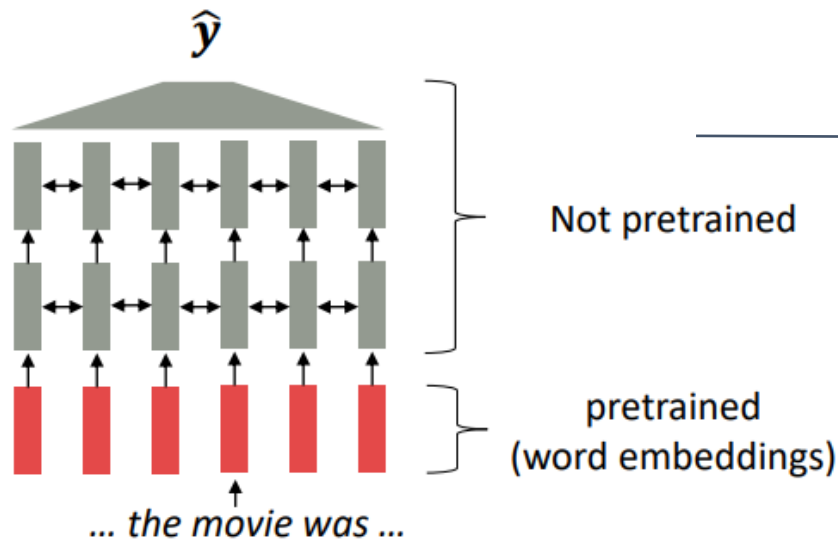 ŷ
Not pretrained
pretrained
(word embeddings)
... the movie was ...